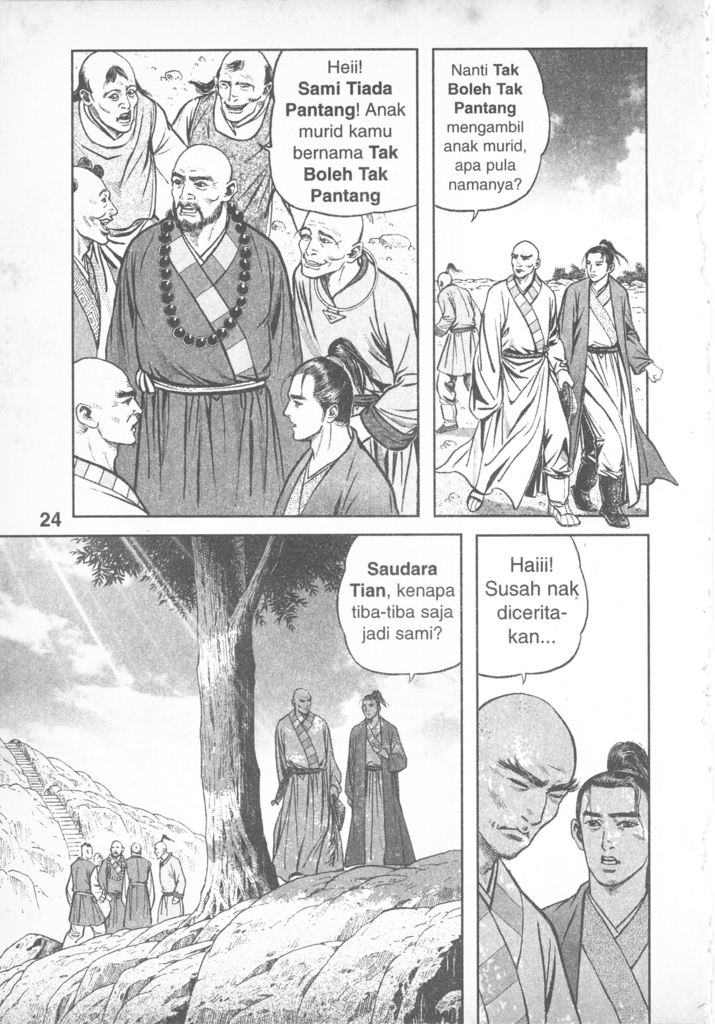 Heii!
Sami Tiada
Pantang! Anak
murid kamu
bernama Tak
Boleh Tak
Pantang
Nanti Tak
Boleh Tak
Pantang
mengambil
anak murid,
apa pula
namanya?
24
Saudara
Tian, kenapa
tiba-tiba saja
jadi sami?
Haiii!
Susah nak
dicerita-
kan...